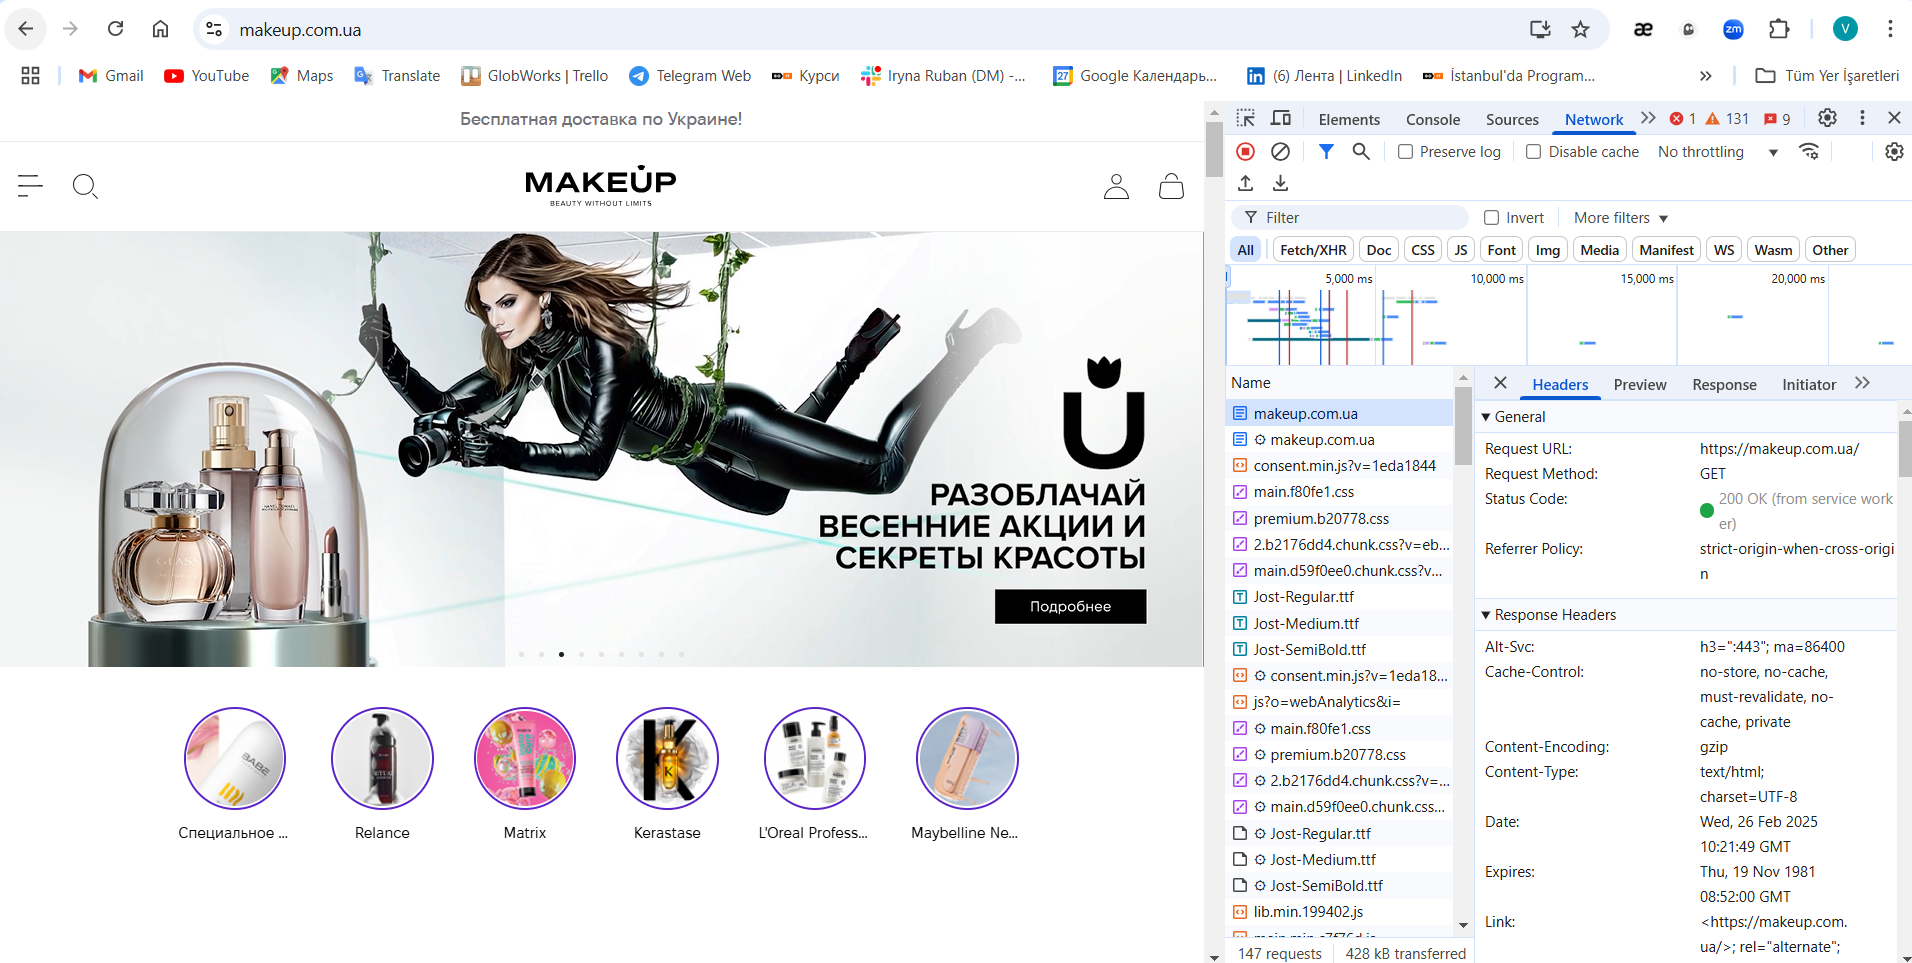 makeup.com.ua
V
Gmail
YouTube
Maps
Translate
GlobWorks | Trello
Telegram Web
Курси
Iryna Ruban (DM) -...
27
Google Календарь...
(6) Лента | LinkedIn
İstanbul'da Program...
Tüm Yer İşaretleri
Бесплатная доставка по Украине!
MAKEUP
BEAUTY WITHOUT LIMITS
РАЗОБЛАЧАЙ
ВЕСЕННИЕ АКЦИИ И
СЕКРЕТЫ КРАСОТЫ
Подробнее
Специальное ...
Relance
Matrix
Kerastase
L'Oreal Profess...
Maybelline Ne...
Elements
Console
Sources
Network
1
131
9
Preserve log
Disable cache
No throttling
Filter
Invert
More filters
All
Fetch/XHR
Doc
CSS
JS
Font
Img
Media
Manifest
WS
Wasm
Other
5,000 ms
10,000 ms
15,000 ms
20,000 ms
Name
makeup.com.ua
makeup.com.ua
consent.min.js?v=1eda1844
main.f80fe1.css
premium.b20778.css
2.b2176dd4.chunk.css?v=eb...
main.d59f0ee0.chunk.css?v...
Jost-Regular.ttf
Jost-Medium.ttf
Jost-SemiBold.ttf
consent.min.js?v=1eda18...
js?o=webAnalytics&i=
main.f80fe1.css
premium.b20778.css
2.b2176dd4.chunk.css?v=...
main.d59f0ee0.chunk.css...
Jost-Regular.ttf
Jost-Medium.ttf
Jost-SemiBold.ttf
lib.min.199402.js
147 requests
428 kB transferred
Headers
Preview
Response
Initiator
General
Request URL:
https://makeup.com.ua/
Request Method:
GET
Status Code:
200 OK (from service work
er)
Referrer Policy:
strict-origin-when-cross-origi
n
Response Headers
Alt-Svc:
h3=":443"; ma=86400
Cache-Control:
no-store, no-cache,
must-revalidate, no-
cache, private
Content-Encoding:
gzip
Content-Type:
text/html;
charset=UTF-8
Date:
Wed, 26 Feb 2025
10:21:49 GMT
Expires:
Thu, 19 Nov 1981
08:52:00 GMT
Link:
<https://makeup.com.
ua/>; rel="alternate";